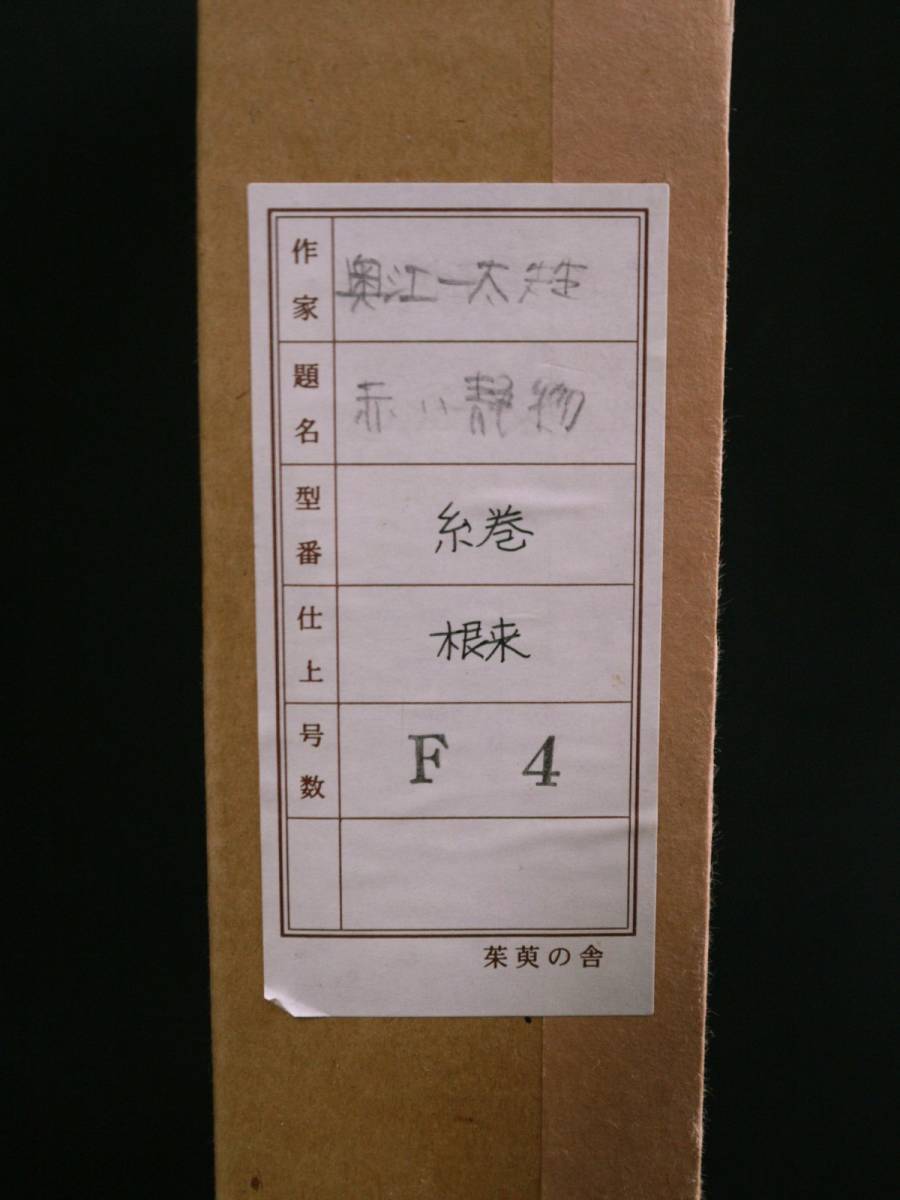 作家 奥江一太先生
題名 赤い静物
型番 糸巻
仕上 根来
号数 F 4
茱萸の舎